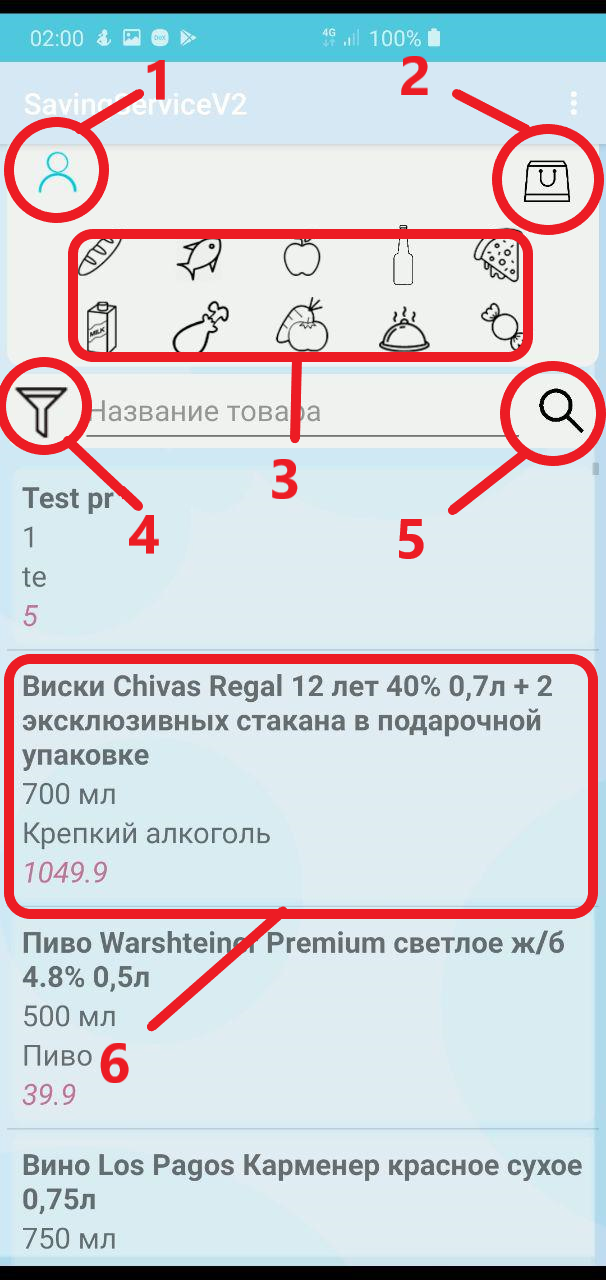 02:00
4G
100%
1
2
SavingServiceV2
MILK
Название товара
3
4
5
Test pr
1
te
5
Виски Chivas Regal 12 лет 40% 0,7л + 2
эксклюзивных стакана в подарочной
упаковке
700 мл
Крепкий алкоголь
1049.9
Пиво Warshteiner Premium светлое ж/б
4.8% 0,5л
500 мл
Пиво
6
39.9
Вино Los Pagos Карменер красное сухое
0,75л
750 мл